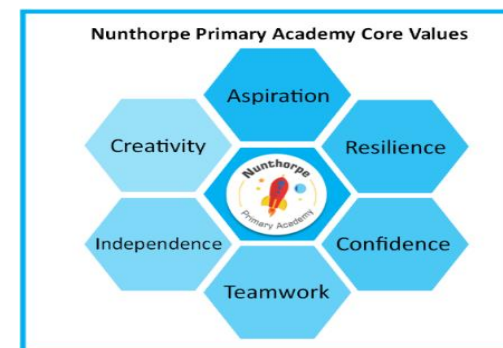 Nunthorpe Primary Academy Core Values
Aspiration
Creativity
Resilience
Nunthorpe
Primary Academy
Independence
Confidence
Teamwork